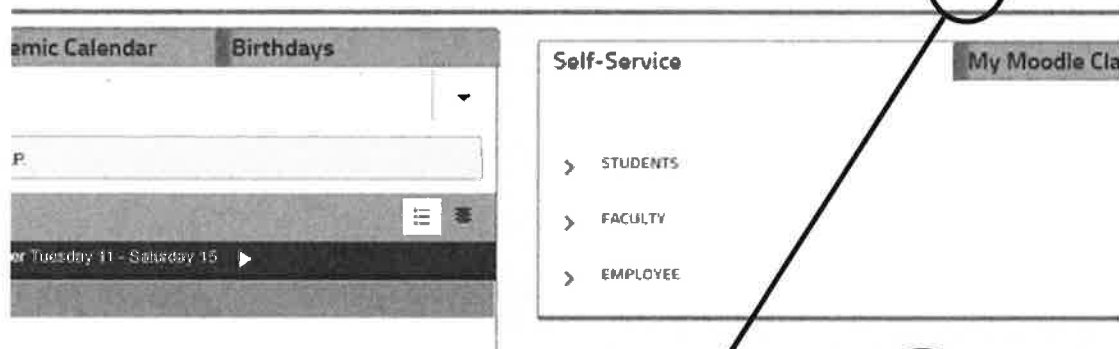 emic Calendar
Birthdays
P.
er Tuesday 11 - Saturday 15
Self-Service
My Moodle Cla
STUDENTS
FACULTY
EMPLOYEE